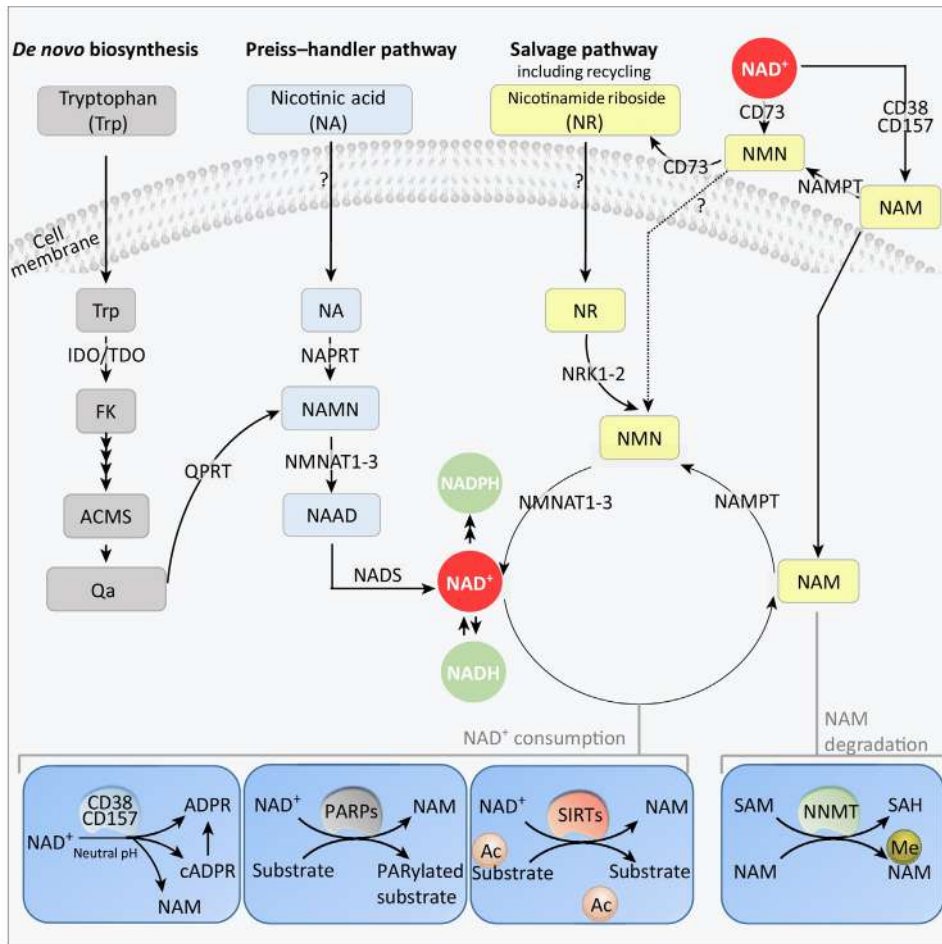 De novo biosynthesis
Preiss–handler pathway
Salvage pathway
including recycling
Tryptophan
(Trp)
Nicotinic acid
(NA)
Nicotinamide riboside
(NR)
NAD+
CD73
CD38
CD157
NMN
CD73
NAMPT
NAM
?
?
?
Cell
membrane
Trp
NA
NR
IDO/TDO
NAPRT
NRK1-2
FK
NAMN
NMN
QPRT
NMNAT1-3
NADPH
NMNAT1-3
NAMPT
ACMS
NAAD
Qa
NADS
NAD+
NAM
NADH
NAD+ consumption
NAM
degradation
CD38
CD157
ADPR
NAD+
Neutral pH
cADPR
NAM
NAD+
PARPs
NAM
Substrate
PARylated
substrate
NAD+
SIRTs
NAM
Ac
Substrate
Substrate
Ac
SAM
NNMT
SAH
NAM
Me
NAM